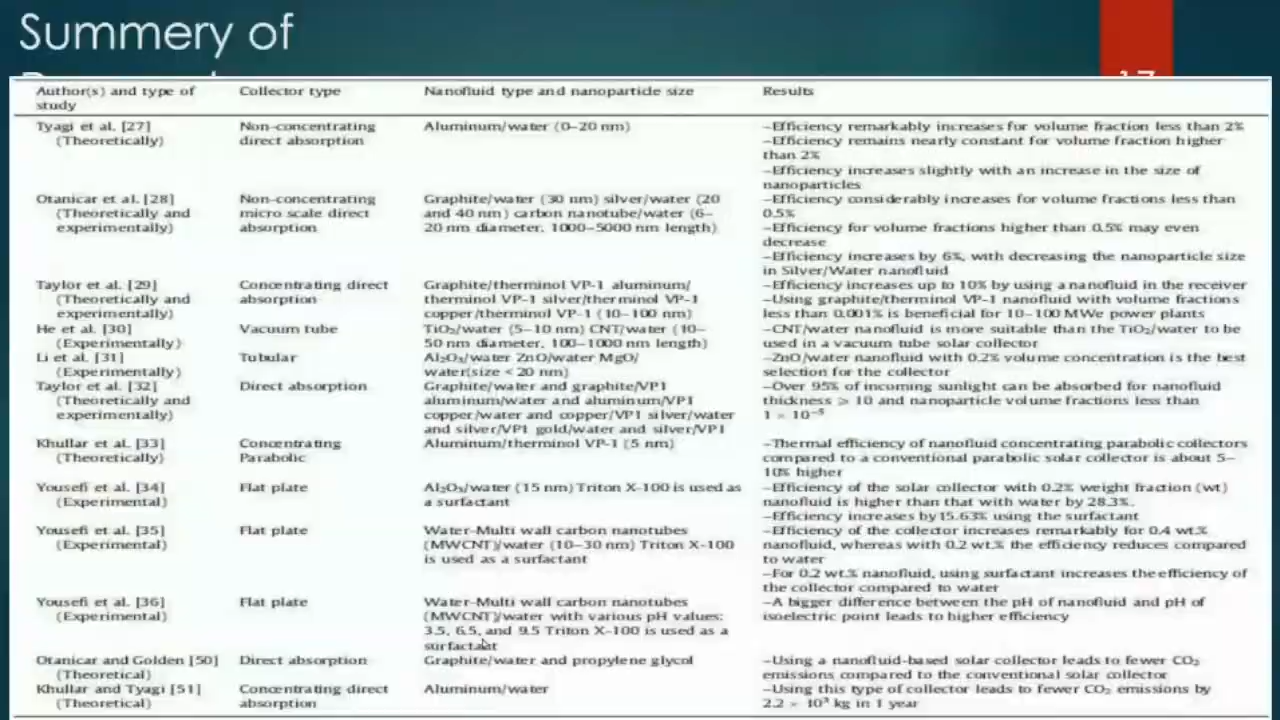 Summery of
17
Author(s) and type of study Collector type Nanofluid type and nanoparticle size Results
Tyagi et al. [27] (Theoretically)
Non-concentrating direct absorption
Aluminum/water (0–20 nm)
–Efficiency remarkably increases for volume fraction less than 2%
–Efficiency remains nearly constant for volume fraction higher
than 2%
–Efficiency increases slightly with an increase in the size of
nanoparticles
Otanicar et al. [28]
(Theoretically and
experimentally)
Non-concentrating
micro scale direct
absorption
Graphite/water (30 nm) silver/water (20
and 40 nm) carbon nanotube/water (6–
20 nm diameter, 1000–5000 nm length)
–Efficiency considerably increases for volume fractions less than
0.5%
–Efficiency for volume fractions higher than 0.5% may even
decrease
–Efficiency increases by 6%, with decreasing the nanoparticle size
in Silver/Water nanofluid
Taylor et al. [29]
(Theoretically and
experimentally)
Concentrating direct
absorption
Graphite/therminol VP-1 aluminum/
therminol VP-1 silver/therminol VP-1
copper/therminol VP-1 (10–100 nm)
–Efficiency increases up to 10% by using a nanofluid in the receiver
–Using graphite/therminol VP-1 nanofluid with volume fractions
less than 0.001% is beneficial for 10–100 MWe power plants
He et al. [30]
(Experimentally)
Vacuum tube
TiO₂/water (5–10 nm) CNT/water (10–
50 nm diameter, 100–1000 nm length)
–CNT/water nanofluid is more suitable than the TiO₂/water to be
used in a vacuum tube solar collector
Li et al. [31]
(Experimentally)
Tubular
Al₂O₃/water ZnO/water MgO/
water(size < 20 nm)
–ZnO/water nanofluid with 0.2% volume concentration is the best
selection for the collector
Taylor et al. [32]
(Theoretically and
experimentally)
Direct absorption
Graphite/water and graphite/VP1
aluminum/water and aluminum/VP1
copper/water and copper/VP1 silver/water
and silver/VP1 gold/water and silver/VP1
–Over 95% of incoming sunlight can be absorbed for nanofluid
thickness > 10 and nanoparticle volume fractions less than
1 × 10⁻⁵
Khullar et al. [33]
(Theoretically)
Concentrating
Parabolic
Aluminum/therminol VP-1 (5 nm)
–Thermal efficiency of nanofluid concentrating parabolic collectors
compared to a conventional parabolic solar collector is about 5–
10% higher
Yousefi et al. [34]
(Experimental)
Flat plate
Al₂O₃/water (15 nm) Triton X-100 is used as
a surfactant
–Efficiency of the solar collector with 0.2% weight fraction (wt)
nanofluid is higher than that with water by 28.3%.
–Efficiency increases by 15.63% using the surfactant
Yousefi et al. [35]
(Experimental)
Flat plate
Water-Multi wall carbon nanotubes
(MWCNT)/water (10–30 nm) Triton X-100
is used as a surfactant
–Efficiency of the collector increases remarkably for 0.4 wt.%
nanofluid, whereas with 0.2 wt.% the efficiency reduces compared
to water
–For 0.2 wt.% nanofluid, using surfactant increases the efficiency of
the collector compared to water
Yousefi et al. [36]
(Experimental)
Flat plate
Water-Multi wall carbon nanotubes
(MWCNT)/water with various pH values:
3.5, 6.5, and 9.5 Triton X-100 is used as a
surfactant
–A bigger difference between the pH of nanofluid and pH of
isoelectric point leads to higher efficiency
Otanicar and Golden [50]
(Theoretical)
Direct absorption
Graphite/water and propylene glycol
–Using a nanofluid-based solar collector leads to fewer CO₂
emissions compared to the conventional solar collector
Khullar and Tyagi [51]
(Theoretical)
Concentrating direct
absorption
Aluminum/water
–Using this type of collector leads to fewer CO₂ emissions by
2.2 × 10³ kg in 1 year